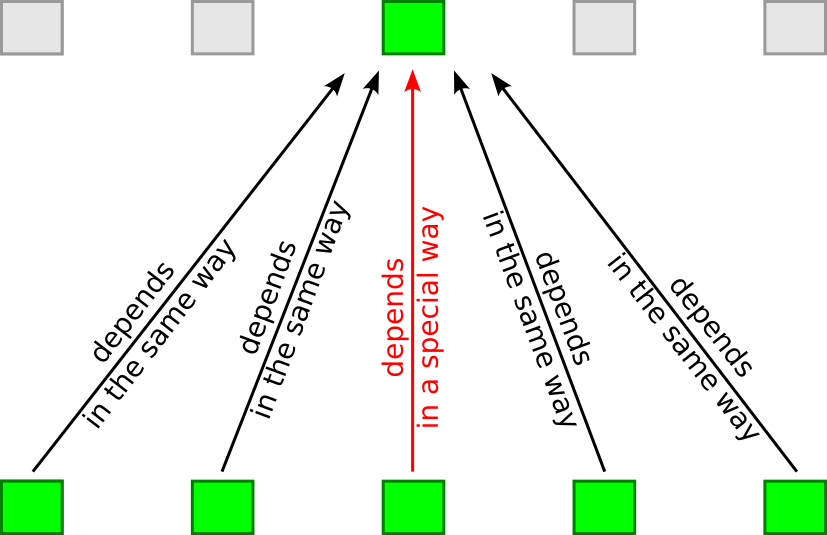 depends
in the same way
depends
in the same way
depends
in a special way
depends
in the same way
depends
in the same way